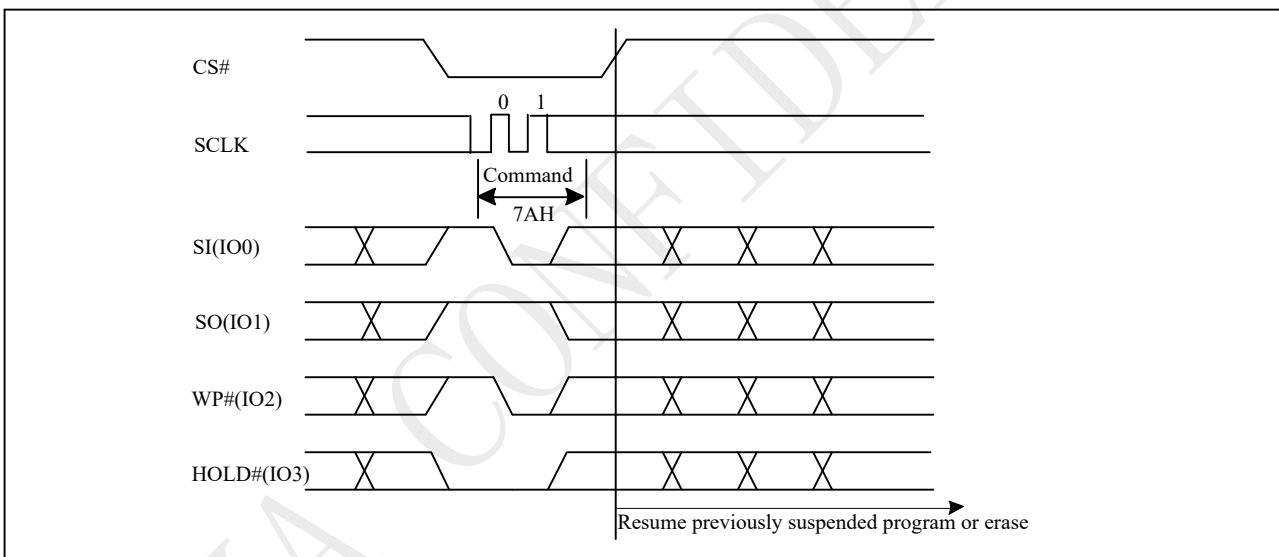 CS#
0 1
SCLK
Command
7AH
SI(IO0)
SO(IO1)
WP#(IO2)
HOLD#(IO3)
Resume previously suspended program or erase